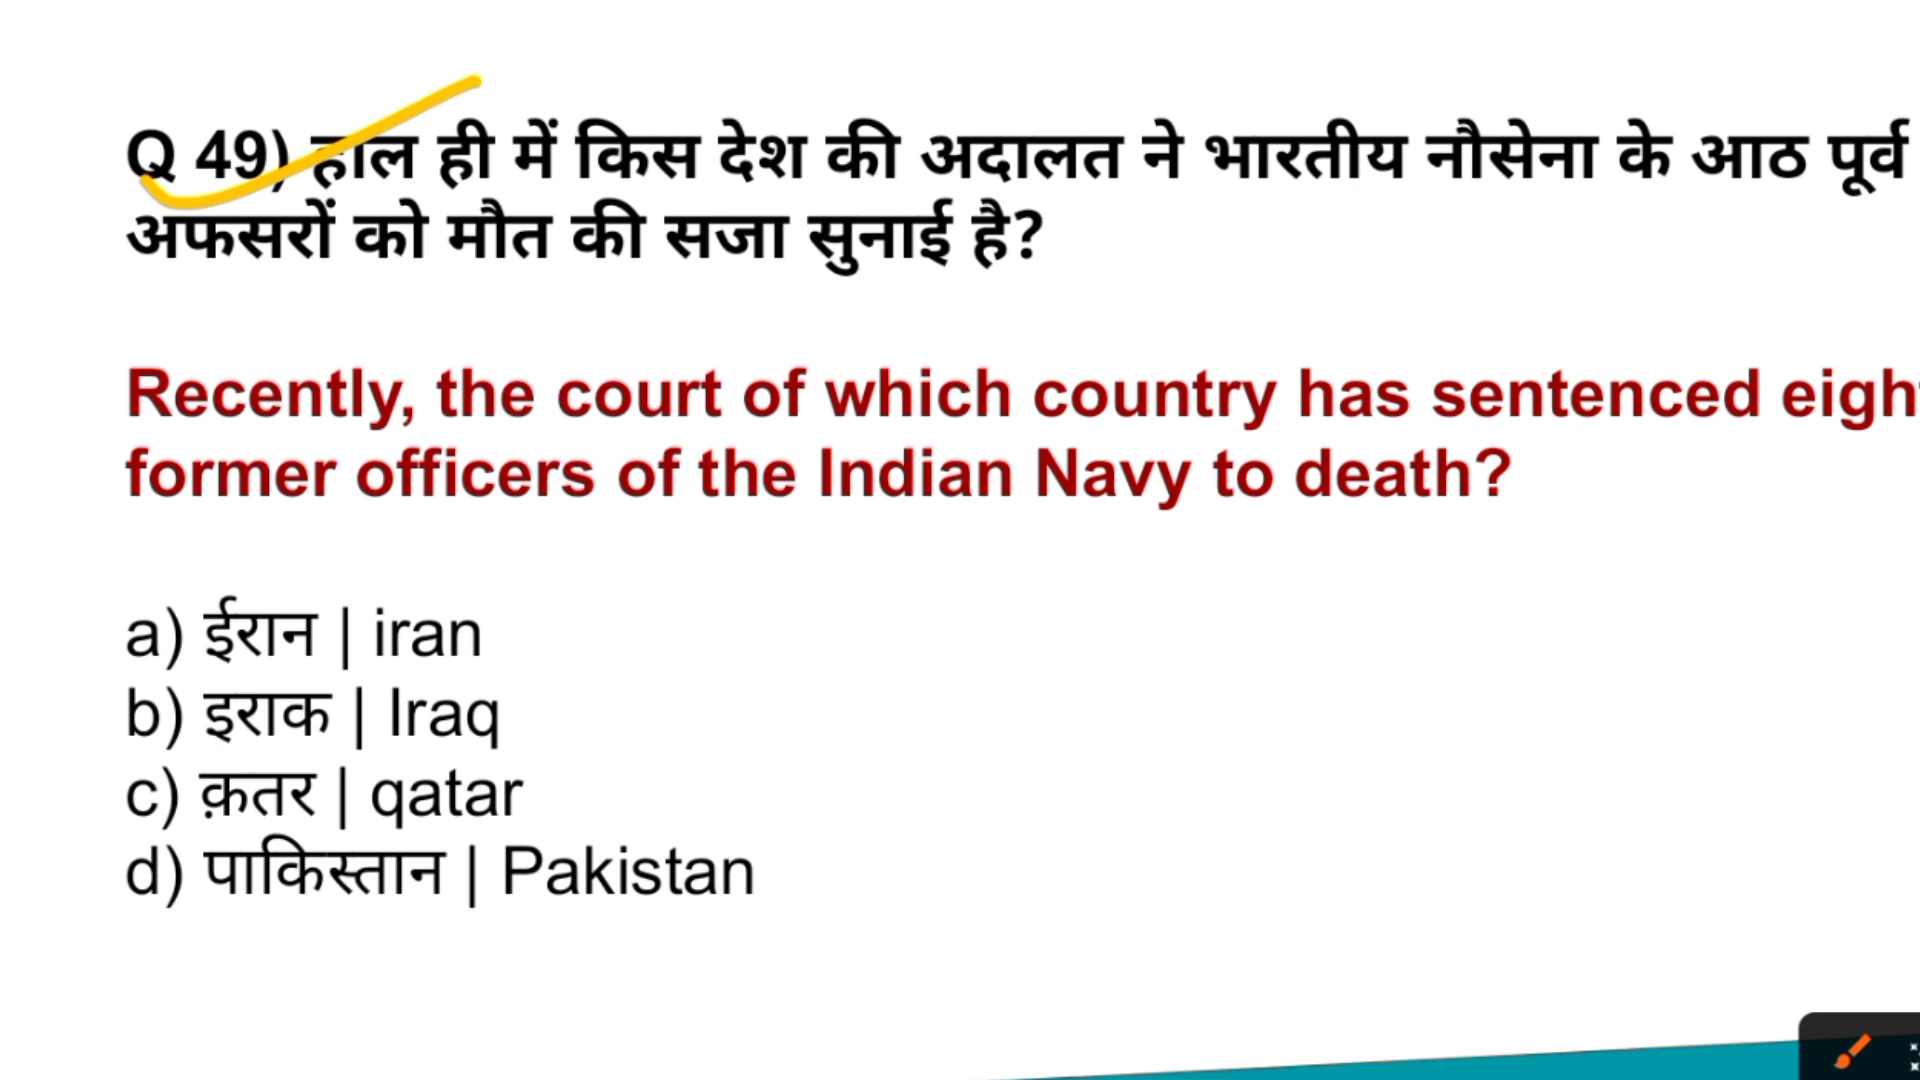 Q 49) हाल ही में किस देश की अदालत ने भारतीय नौसेना के आठ पूर्व
अफसरों को मौत की सजा सुनाई है?
Recently, the court of which country has sentenced eigh
former officers of the Indian Navy to death?
a) ईरान | iran
b) इराक | Iraq
c) क़तर | qatar
d) पाकिस्तान | Pakistan